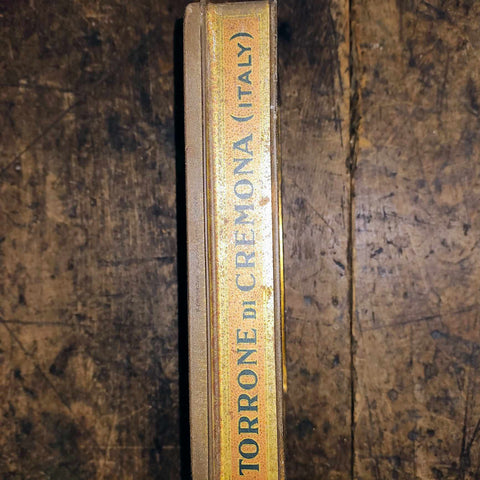 TORRONE DI CREMONA (ITALY)